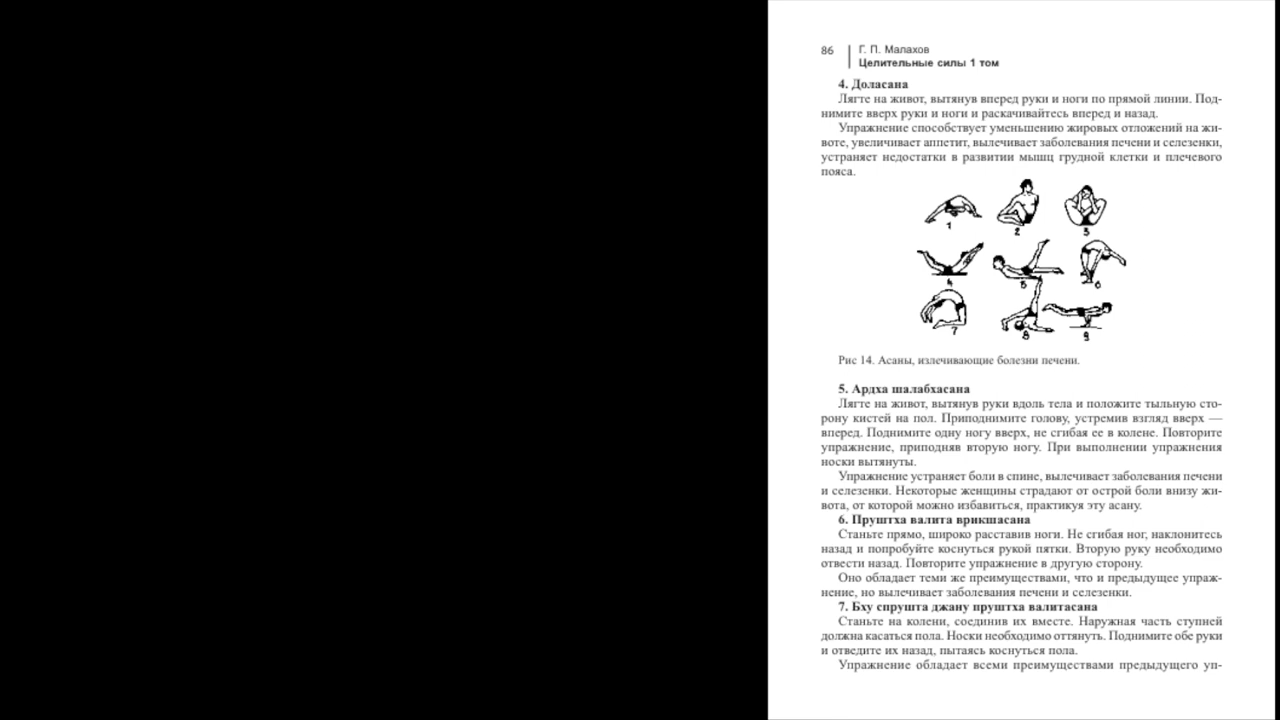 86
Г. П. Малахов
Целительные силы 1 том
4. Доласана
Лягте на живот, вытянув вперед руки и ноги по прямой линии. Под-
нимите вверх руки и ноги и раскачивайтесь вперед и назад.
Упражнение способствует уменьшению жировых отложений на жи-
воте, увеличивает аппетит, вылечивает заболевания печени и селезенки,
устраняет недостатки в развитии мышц грудной клетки и плечевого
пояса.
1
2
3
4
5
6
7
8
9
Рис 14. Асаны, излечивающие болезни печени.
5. Ардха шалабхасана
Лягте на живот, вытянув руки вдоль тела и положите тыльную сто-
рону кистей на пол. Приподнимите голову, устремив взгляд вверх —
вперед. Поднимите одну ногу вверх, не сгибая ее в колене. Повторите
упражнение, приподняв вторую ногу. При выполнении упражнения
носки вытянуты.
Упражнение устраняет боли в спине, вылечивает заболевания печени
и селезенки. Некоторые женщины страдают от острой боли внизу жи-
вота, от которой можно избавиться, практикуя эту асану.
6. Пруштха валита врикшасана
Станьте прямо, широко расставив ноги. Не сгибая ног, наклонитесь
назад и попробуйте коснуться рукой пятки. Вторую руку необходимо
отвести назад. Повторите упражнение в другую сторону.
Оно обладает теми же преимуществами, что и предыдущее упраж-
нение, но вылечивает заболевания печени и селезенки.
7. Бху спрушта джану пруштха валитасана
Станьте на колени, соединив их вместе. Наружная часть ступней
должна касаться пола. Носки необходимо оттянуть. Поднимите обе руки
и отведите их назад, пытаясь коснуться пола.
Упражнение обладает всеми преимуществами предыдущего уп-